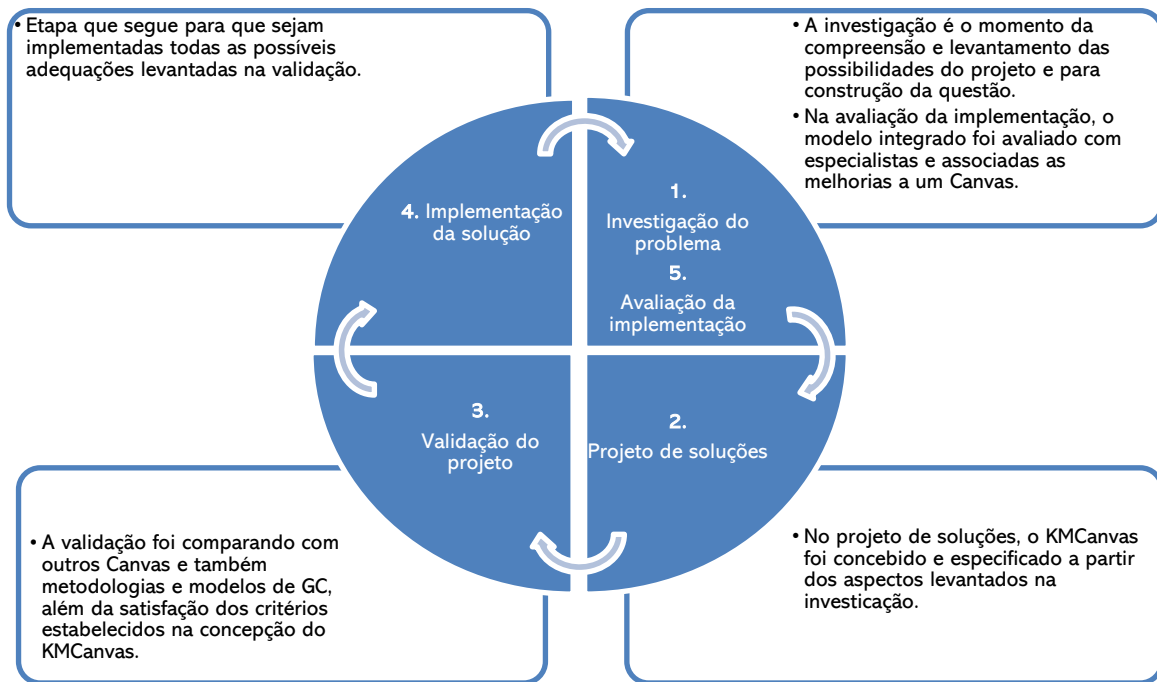 • Etapa que segue para que sejam
implementadas todas as possíveis
adequações levantadas na validação.
• A investigação é o momento da
compreensão e levantamento das
possibilidades do projeto e para
construção da questão.
• Na avaliação da implementação, o
modelo integrado foi avaliado com
especialistas e associadas as
melhorias a um Canvas.
4. Implementação
da solução
1.
Investigação do
problema
5.
Avaliação da
implementação
3.
Validação do
projeto
2.
Projeto de soluções
• A validação foi comparando com
outros Canvas e também
metodologias e modelos de GC,
além da satisfação dos critérios
estabelecidos na concepção do
KMCanvas.
• No projeto de soluções, o KMCanvas
foi concebido e especificado a partir
dos aspectos levantados na
investicação.